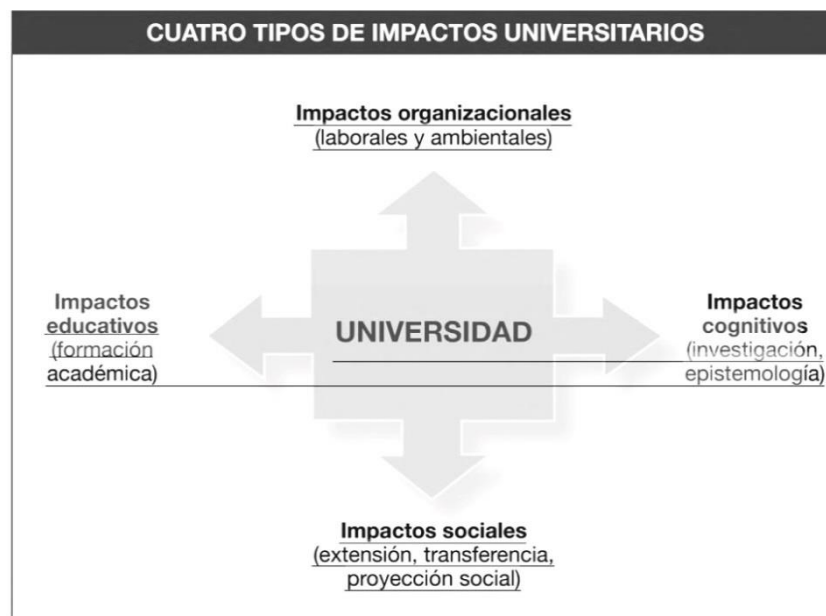 CUATRO TIPOS DE IMPACTOS UNIVERSITARIOS
Impactos organizacionales
(laborales y ambientales)
Impactos
educativos
(formación
académica)
UNIVERSIDAD
Impactos
cognitivos
(investigación,
epistemología)
Impactos sociales
(extensión, transferencia,
proyección social)